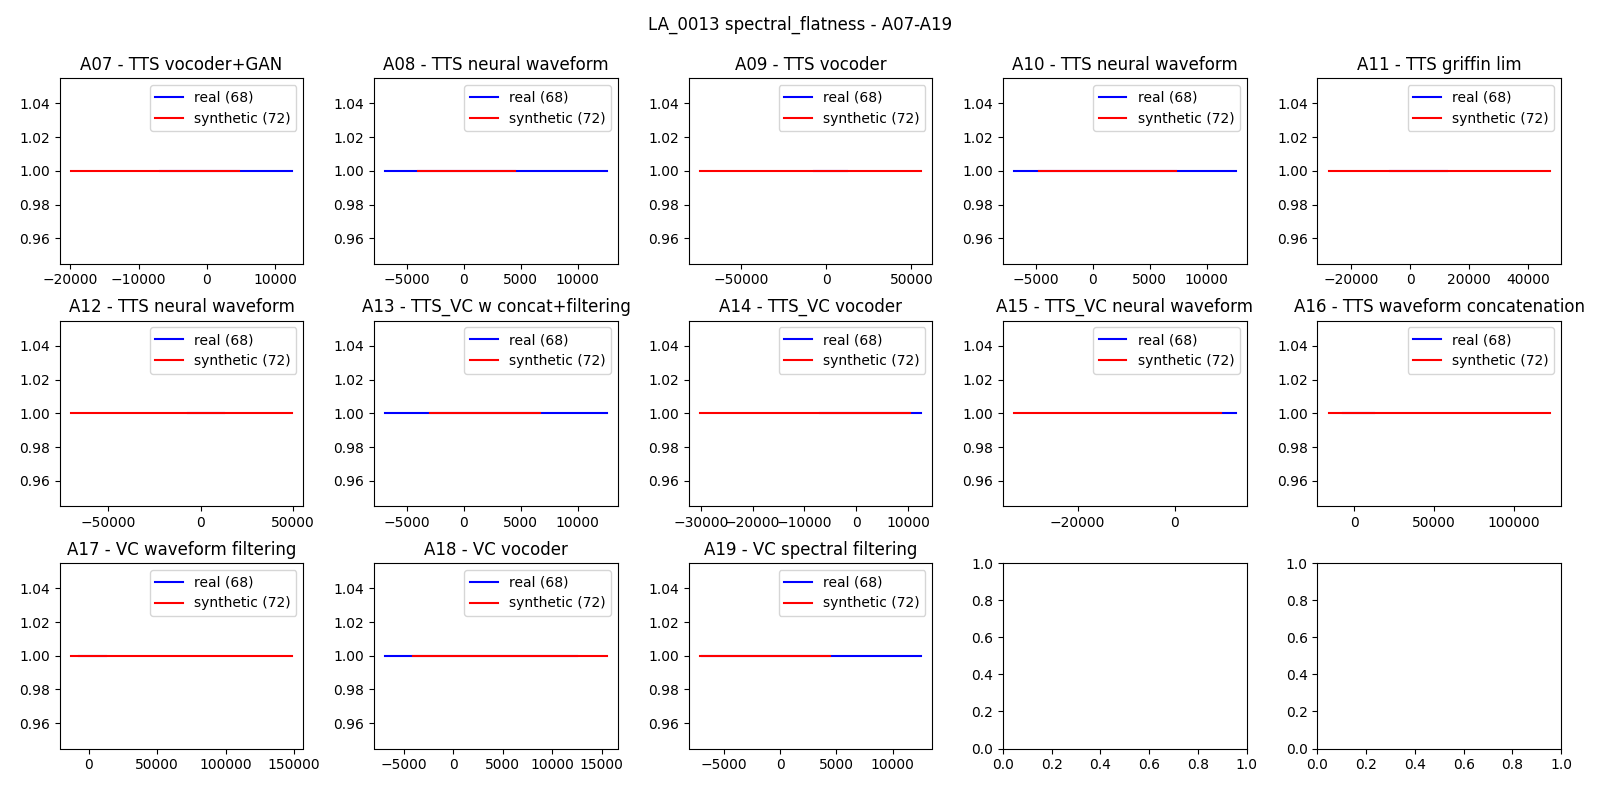 LA_0013 spectral_flatness - A07-A19
A07 - TTS vocoder+GAN
A08 - TTS neural waveform
A09 - TTS vocoder
A10 - TTS neural waveform
A11 - TTS griffin lim
1.04
1.02
1.00
0.98
0.96
real (68)
synthetic (72)
−20000 −10000 0 10000
1.04
1.02
1.00
0.98
0.96
real (68)
synthetic (72)
−5000 0 5000 10000
1.04
1.02
1.00
0.98
0.96
real (68)
synthetic (72)
−50000 0 50000
1.04
1.02
1.00
0.98
0.96
real (68)
synthetic (72)
−5000 0 5000 10000
1.04
1.02
1.00
0.98
0.96
real (68)
synthetic (72)
−20000 0 20000 40000
A12 - TTS neural waveform
A13 - TTS_VC w concat+filtering
A14 - TTS_VC vocoder
A15 - TTS_VC neural waveform
A16 - TTS waveform concatenation
1.04
1.02
1.00
0.98
0.96
real (68)
synthetic (72)
−50000 0 50000
1.04
1.02
1.00
0.98
0.96
real (68)
synthetic (72)
−5000 0 5000 10000
1.04
1.02
1.00
0.98
0.96
real (68)
synthetic (72)
−30000 −20000 −10000 0 10000
1.04
1.02
1.00
0.98
0.96
real (68)
synthetic (72)
−20000 0
1.04
1.02
1.00
0.98
0.96
real (68)
synthetic (72)
0 50000 100000
A17 - VC waveform filtering
A18 - VC vocoder
A19 - VC spectral filtering
1.04
1.02
1.00
0.98
0.96
real (68)
synthetic (72)
0 50000 100000 150000
1.04
1.02
1.00
0.98
0.96
real (68)
synthetic (72)
−5000 0 5000 10000 15000
1.04
1.02
1.00
0.98
0.96
real (68)
synthetic (72)
−5000 0 5000 10000
1.0
0.8
0.6
0.4
0.2
0.0
0.0 0.2 0.4 0.6 0.8 1.0
1.0
0.8
0.6
0.4
0.2
0.0
0.0 0.2 0.4 0.6 0.8 1.0